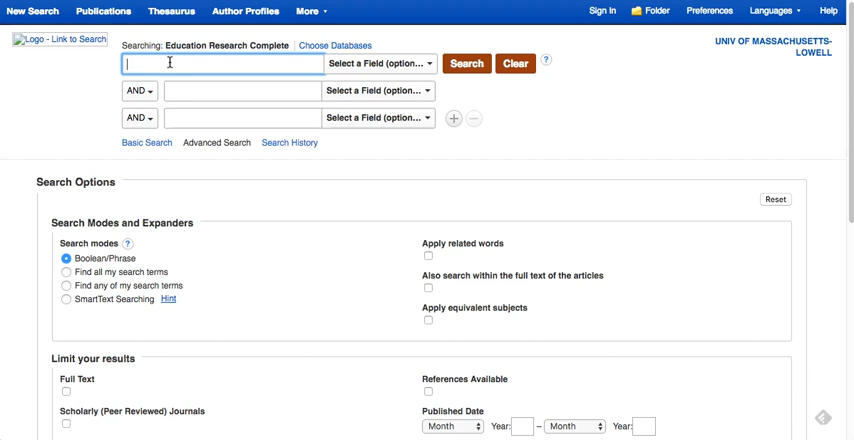 New Search Publications Thesaurus Author Profiles More Sign In Folder Preferences Languages Help
Logo - Link to Search
Searching: Education Research Complete Choose Databases
UNIV OF MASSACHUSETTS-
LOWELL
Select a Field (option... Search Clear ?
AND Select a Field (option...
AND Select a Field (option... + −
Basic Search Advanced Search Search History
Search Options
Reset
Search Modes and Expanders
Search modes ?
Boolean/Phrase
Find all my search terms
Find any of my search terms
SmartText Searching Hint
Apply related words
Also search within the full text of the articles
Apply equivalent subjects
Limit your results
Full Text
References Available
Scholarly (Peer Reviewed) Journals
Published Date
Month Year: – Month Year: